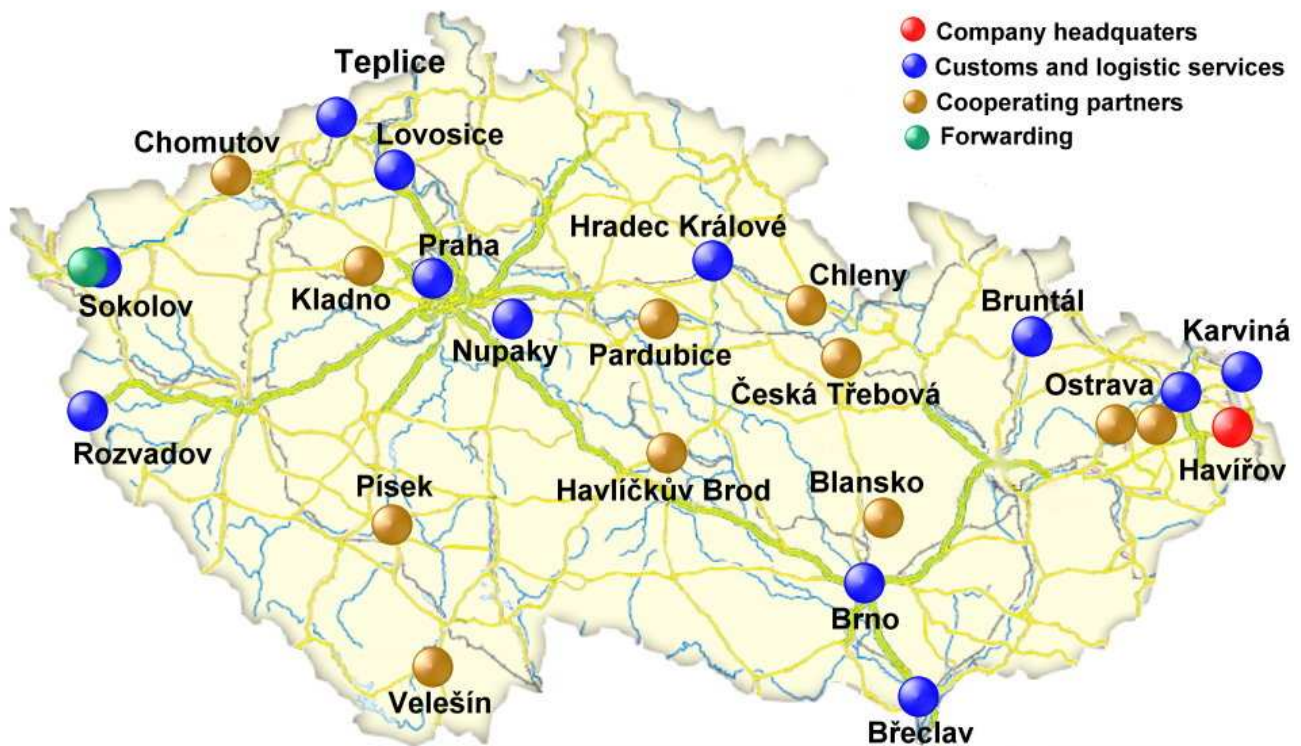 Teplice
Company headquaters
Customs and logistic services
Cooperating partners
Forwarding
Chomutov
Lovosice
Hradec Králové
Praha
Chleny
Kladno
Sokolov
Bruntál
Karviná
Nupaky
Pardubice
Česká Třebová
Ostrava
Rozvadov
Havířov
Písek
Havlíčkův Brod
Blansko
Brno
Velešín
Břeclav